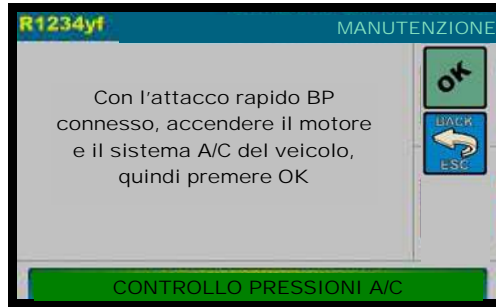 R1234yf
MANUTENZIONE
Con l'attacco rapido BP
connesso, accendere il motore
e il sistema A/C del veicolo,
quindi premere OK
OK
BACK
ESC
CONTROLLO PRESSIONI A/C